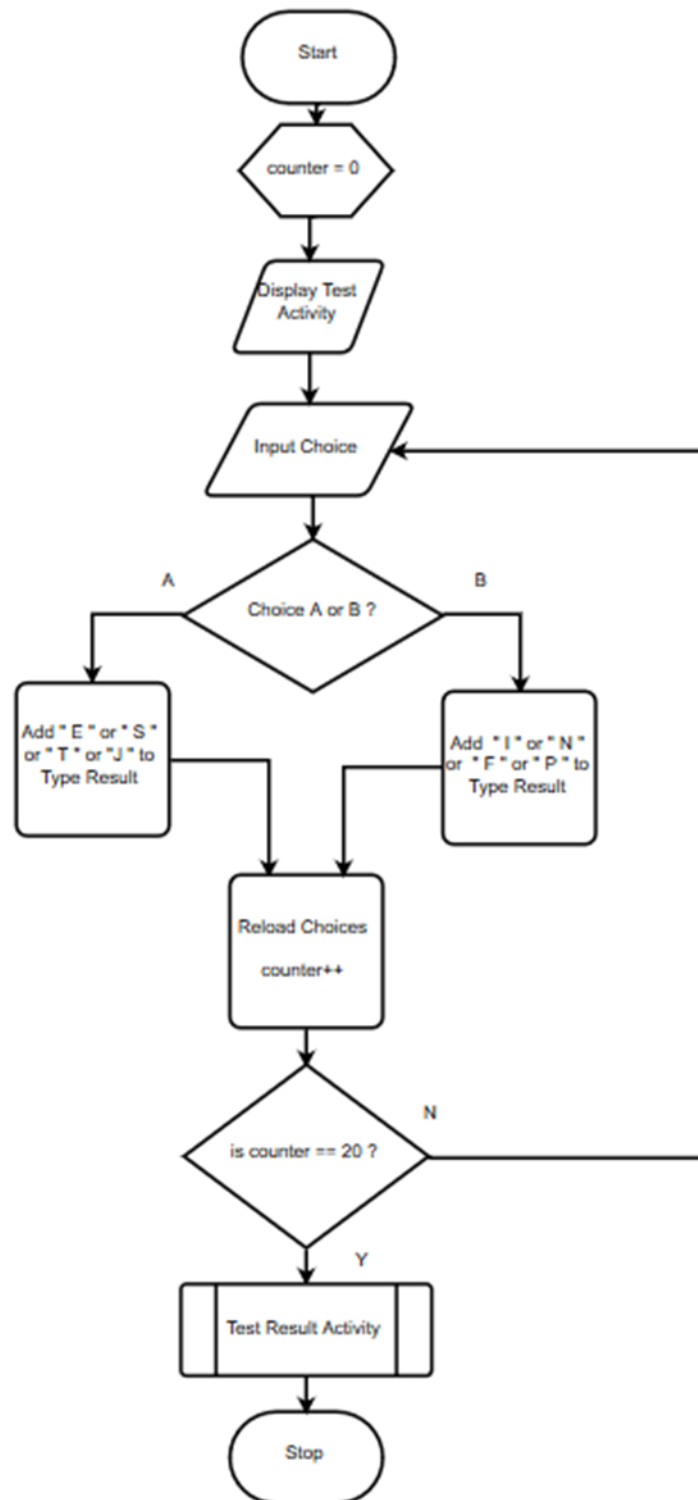 Start
counter = 0
Display Test
Activity
Input Choice
A
B
Choice A or B ?
Add " E " or " S "
or " T " or "J " to
Type Result
Add " I " or " N "
or " F " or " P " to
Type Result
Reload Choices
counter++
N
is counter == 20 ?
Y
Test Result Activity
Stop